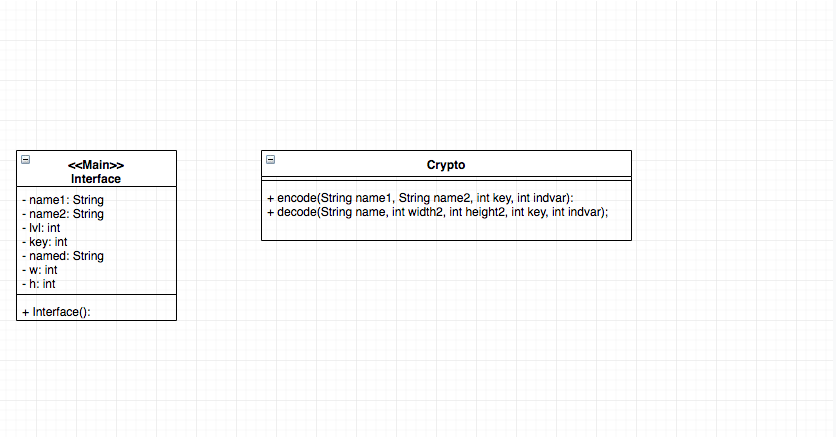 <<Main>>
Interface
- name1: String
- name2: String
- lvl: int
- key: int
- named: String
- w: int
- h: int
+ Interface():
Crypto
+ encode(String name1, String name2, int key, int indvar):
+ decode(String name, int width2, int height2, int key, int indvar);